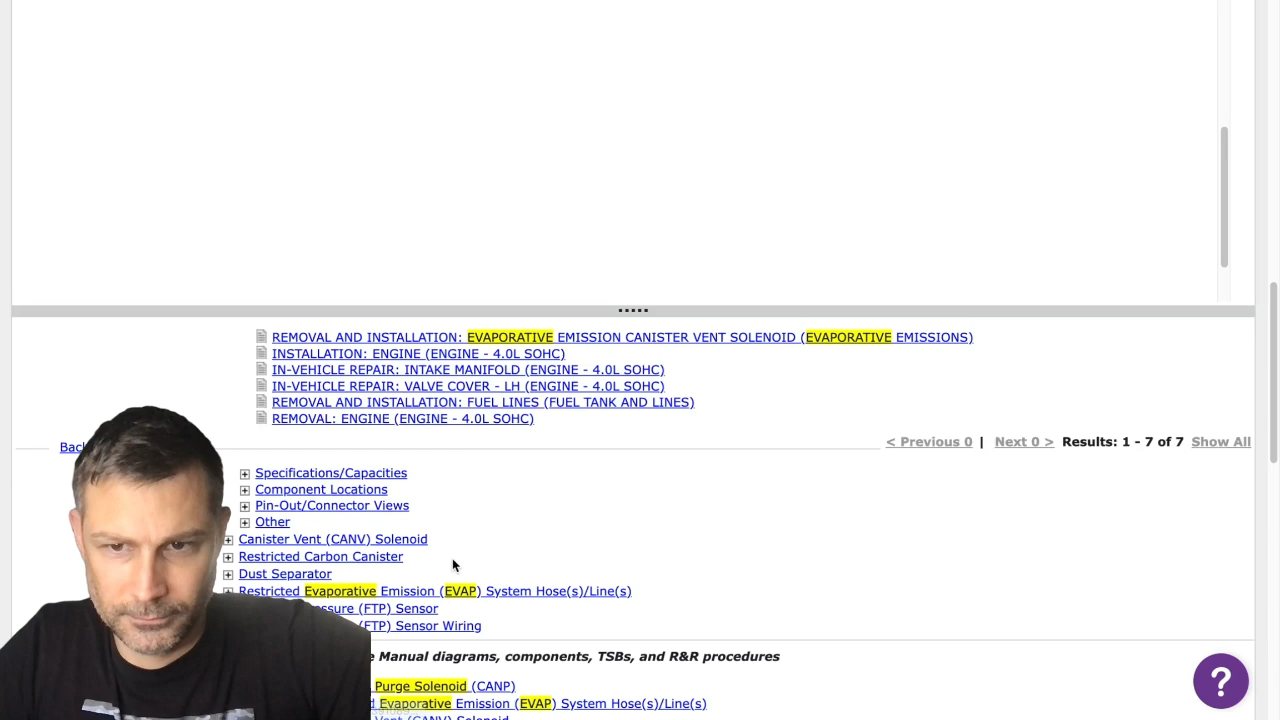 REMOVAL AND INSTALLATION: EVAPORATIVE EMISSION CANISTER VENT SOLENOID (EVAPORATIVE EMISSIONS)
INSTALLATION: ENGINE (ENGINE - 4.0L SOHC)
IN-VEHICLE REPAIR: INTAKE MANIFOLD (ENGINE - 4.0L SOHC)
IN-VEHICLE REPAIR: VALVE COVER - LH (ENGINE - 4.0L SOHC)
REMOVAL AND INSTALLATION: FUEL LINES (FUEL TANK AND LINES)
REMOVAL: ENGINE (ENGINE - 4.0L SOHC)
< Previous 0 | Next 0 > Results: 1 - 7 of 7 Show All
Specifications/Capacities
Component Locations
Pin-Out/Connector Views
Other
Canister Vent (CANV) Solenoid
Restricted Carbon Canister
Dust Separator
Restricted Evaporative Emission (EVAP) System Hose(s)/Line(s)
(FTP) Sensor
(FTP) Sensor Wiring
Manual diagrams, components, TSBs, and R&R procedures
Purge Solenoid (CANP)
Evaporative Emission (EVAP) System Hose(s)/Line(s)
Vent (CANV) Solenoid
?